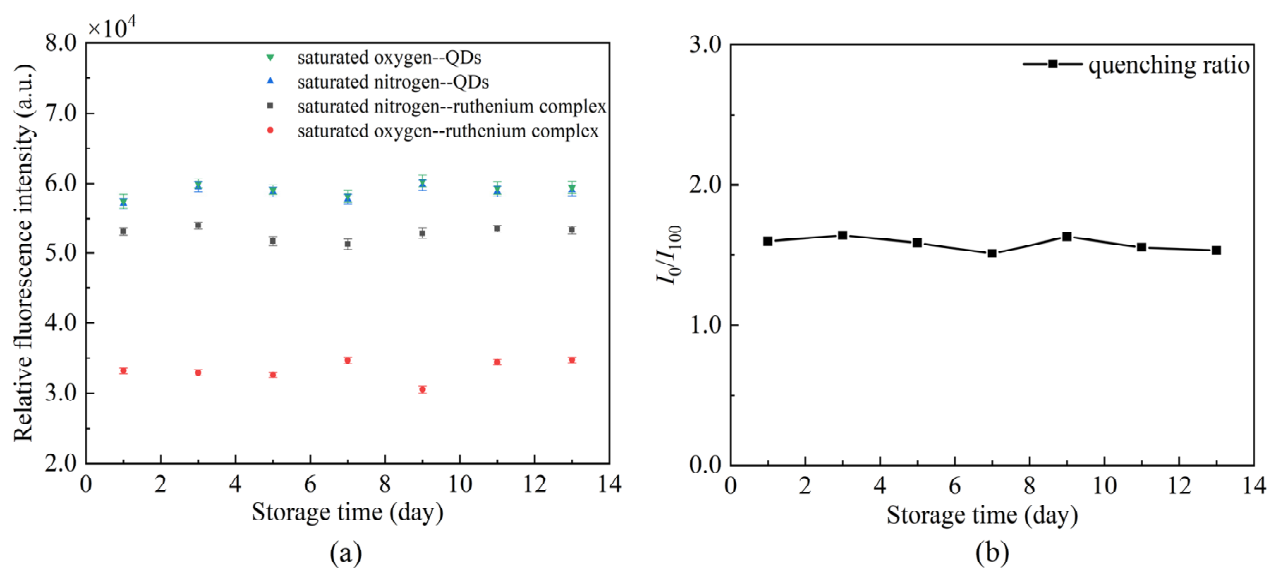 (a)
×10⁴
8.0
7.0
6.0
5.0
4.0
3.0
2.0
Relative fluorescence intensity (a.u.)
saturated oxygen--QDs
saturated nitrogen--QDs
saturated nitrogen--ruthenium complex
saturated oxygen--ruthenium complex
0 2 4 6 8 10 12 14
Storage time (day)
(a)
b)
3.0
2.0
1.0
0.0
I₀/I₁₀₀
quenching ratio
0 2 4 6 8 10 12 14
Storage time (day)
(b)